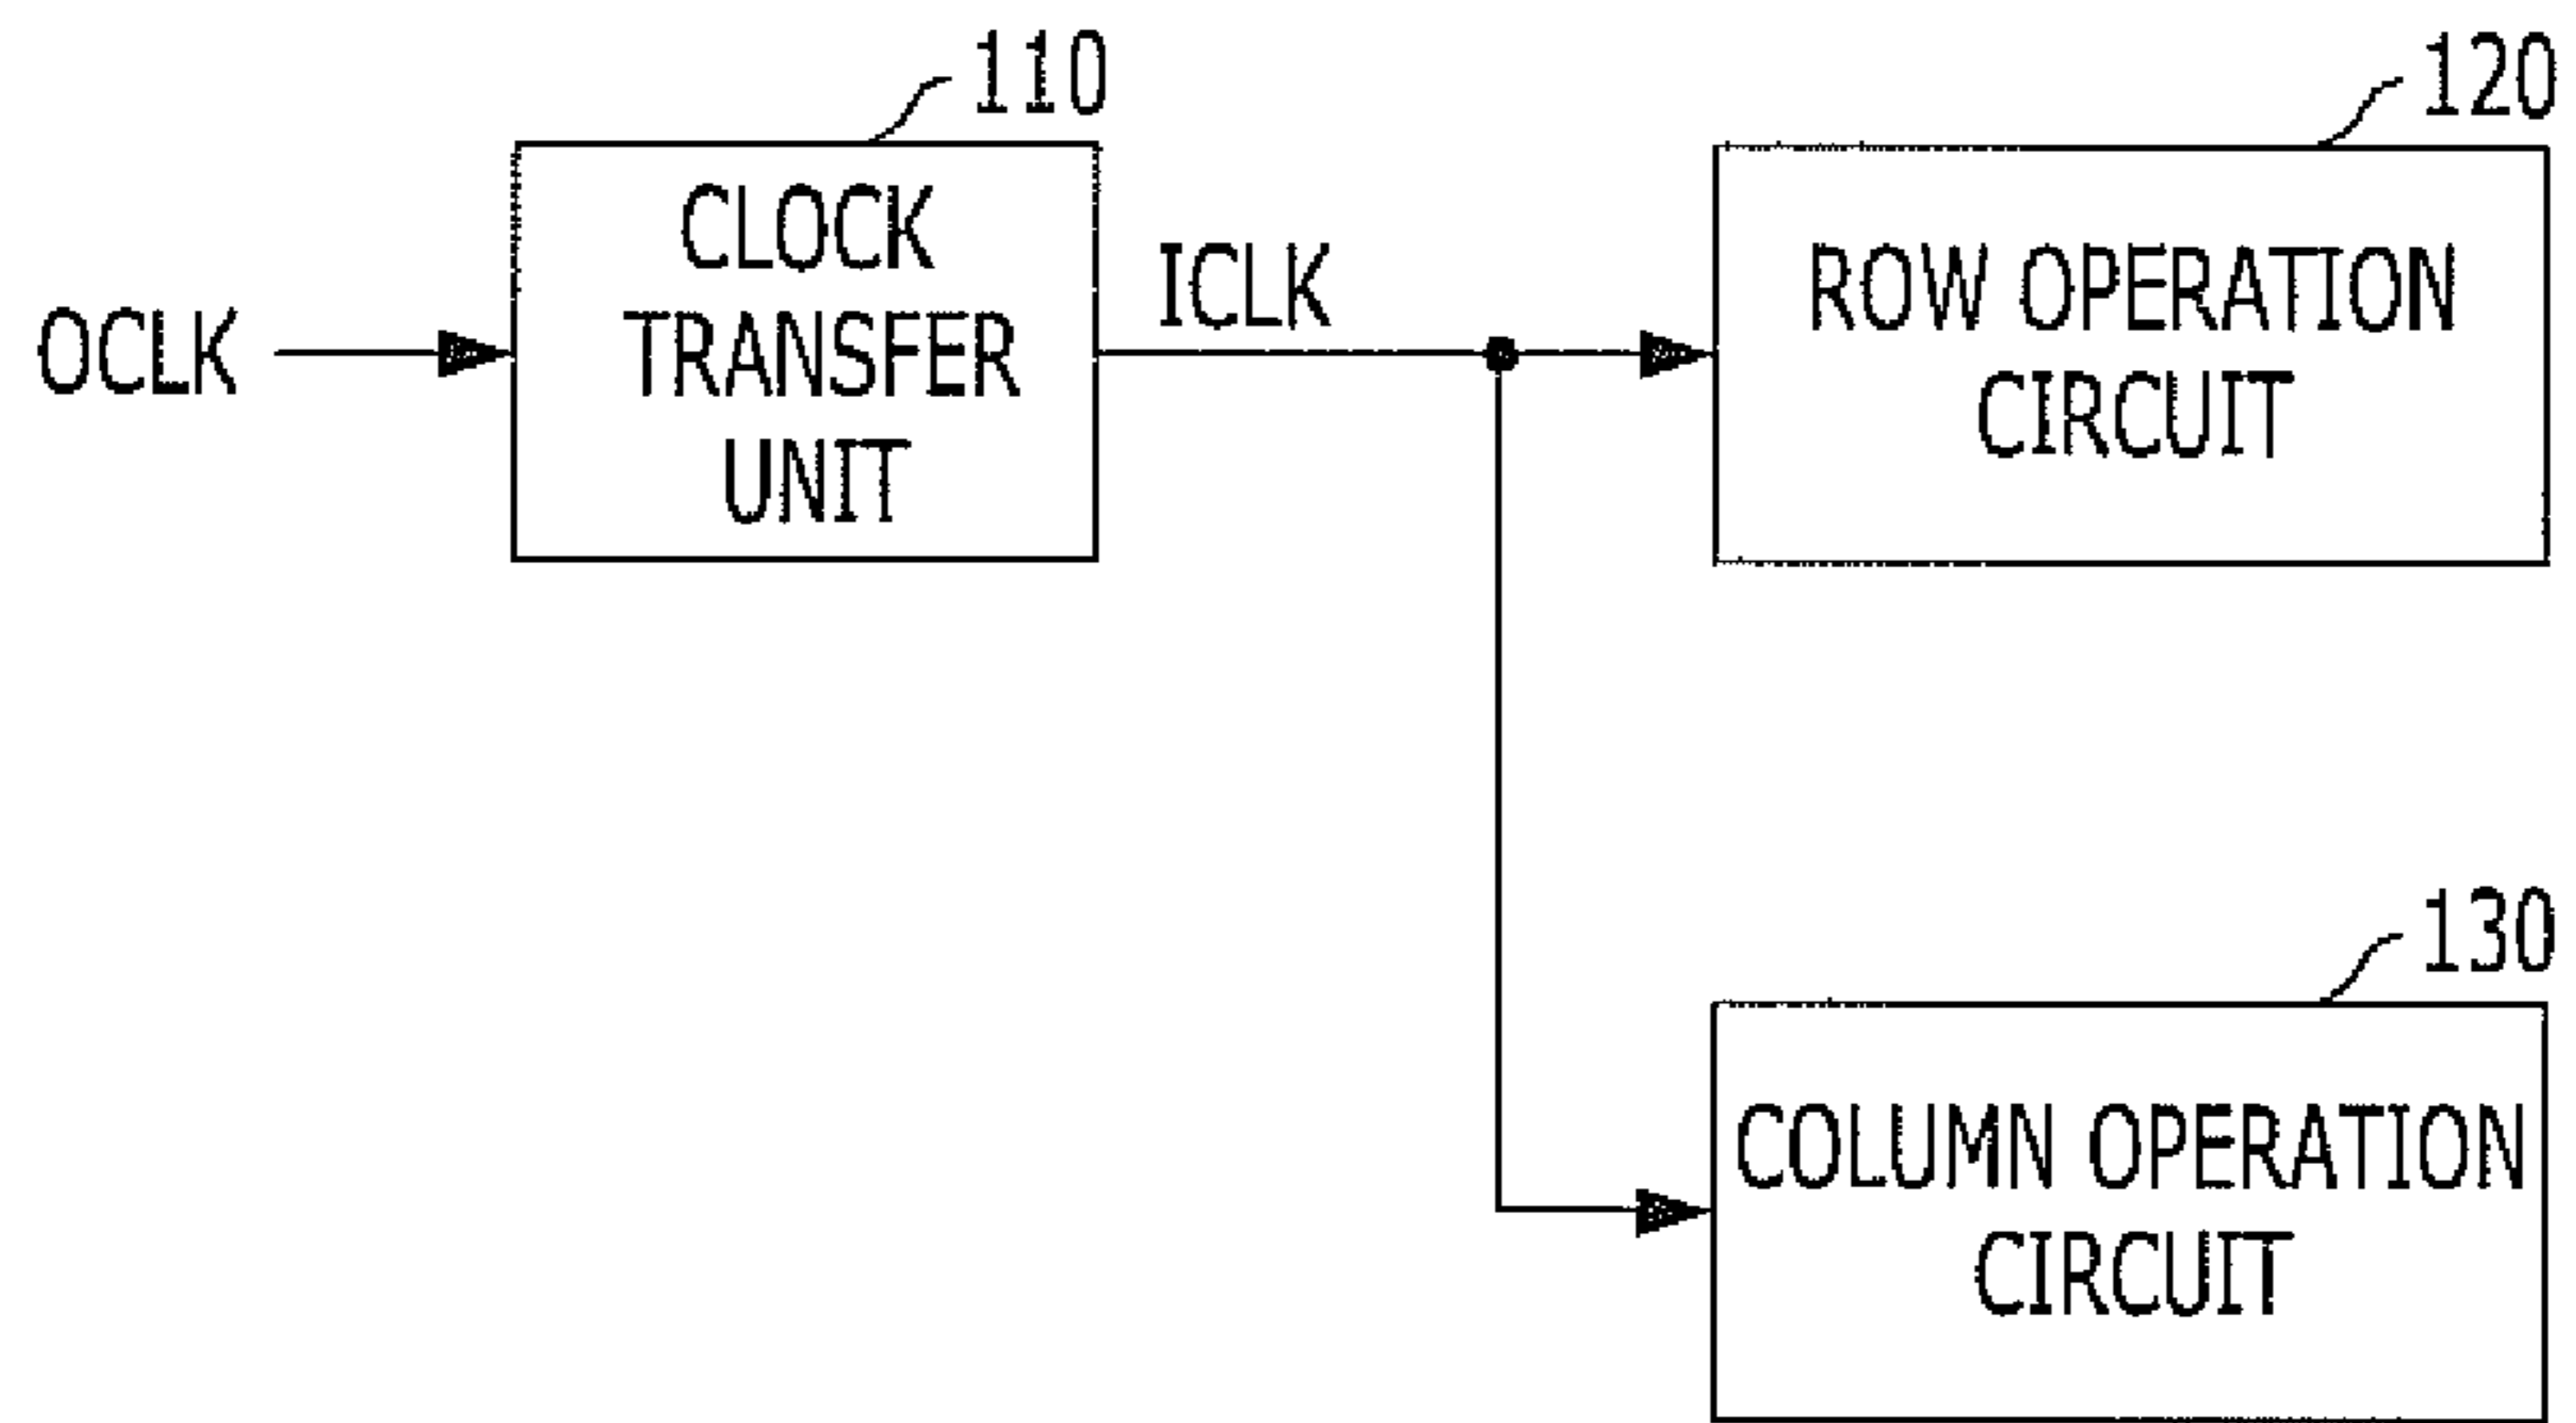 110
120
CLOCK
TRANSFER
UNIT
OCLK
ICLK
ROW OPERATION
CIRCUIT
130
COLUMN OPERATION
CIRCUIT